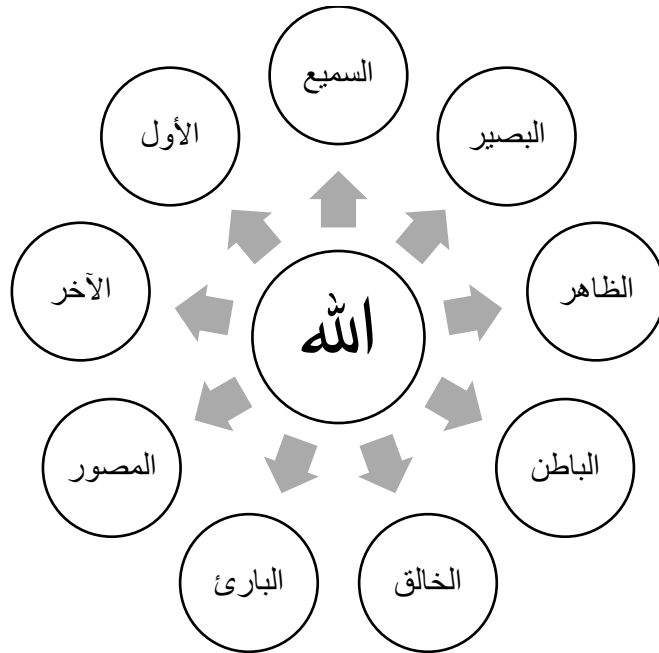 السميع
البصير
الأول
الظاهر
الآخر
الله
الباطن
المصور
الخالق
البارئ